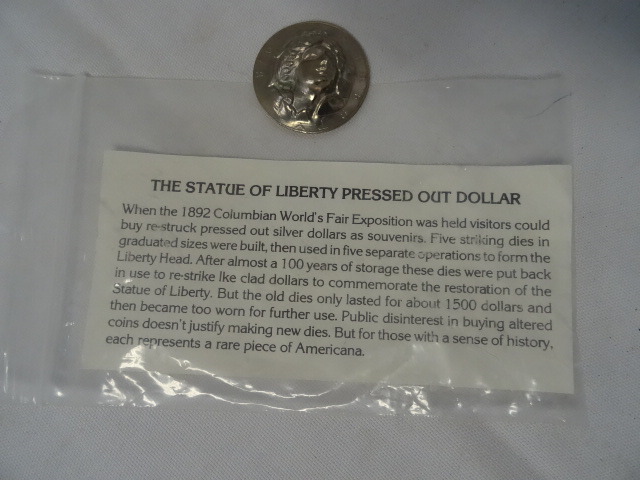 THE STATUE OF LIBERTY PRESSED OUT DOLLAR
When the 1892 Columbian World's Fair Exposition was held visitors could
buy re-struck pressed out silver dollars as souvenirs. Five striking dies in
graduated sizes were built, then used in five separate operations to form the
Liberty Head. After almost a 100 years of storage these dies were put back
in use to re-strike Ike clad dollars to commemorate the restoration of the
Statue of Liberty. But the old dies only lasted for about 1500 dollars and
then became too worn for further use. Public disinterest in buying altered
coins doesn't justify making new dies. But for those with a sense of history,
each represents a rare piece of Americana.